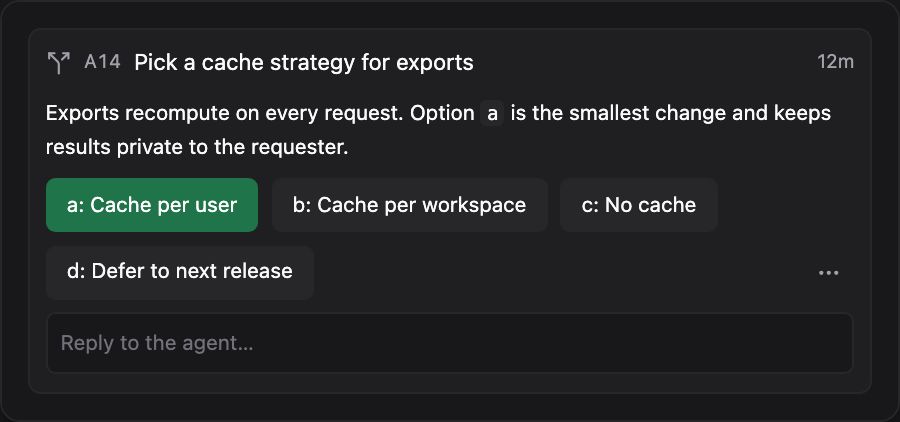 A14 Pick a cache strategy for exports 12m
Exports recompute on every request. Option a is the smallest change and keeps
results private to the requester.
a: Cache per user b: Cache per workspace c: No cache
d: Defer to next release ...
Reply to the agent...